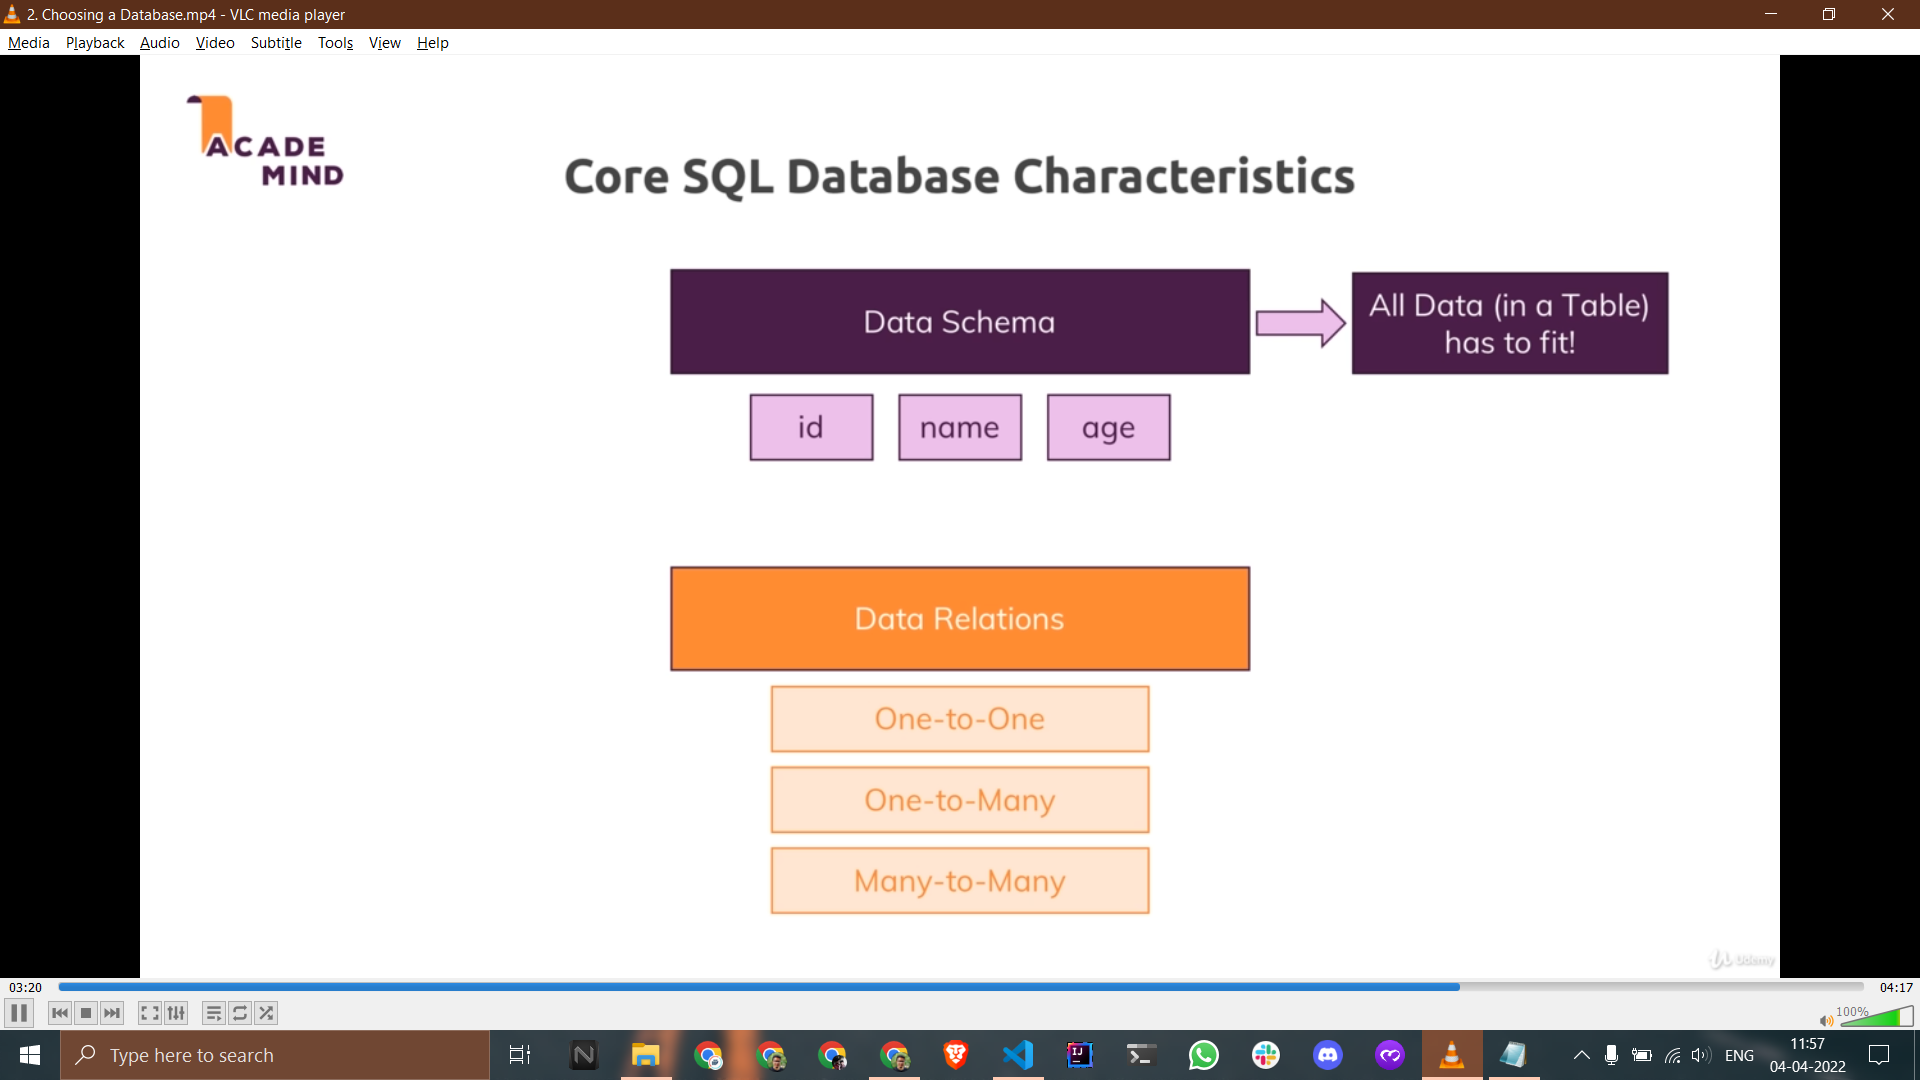 2. Choosing a Database.mp4 - VLC media player
Media Playback Audio Video Subtitle Tools View Help
ACADE
MIND
Core SQL Database Characteristics
Data Schema
All Data (in a Table)
has to fit!
id name age
Data Relations
One-to-One
One-to-Many
Many-to-Many
Udemy
03:20
04:17
100%
Type here to search
ENG
11:57
04-04-2022